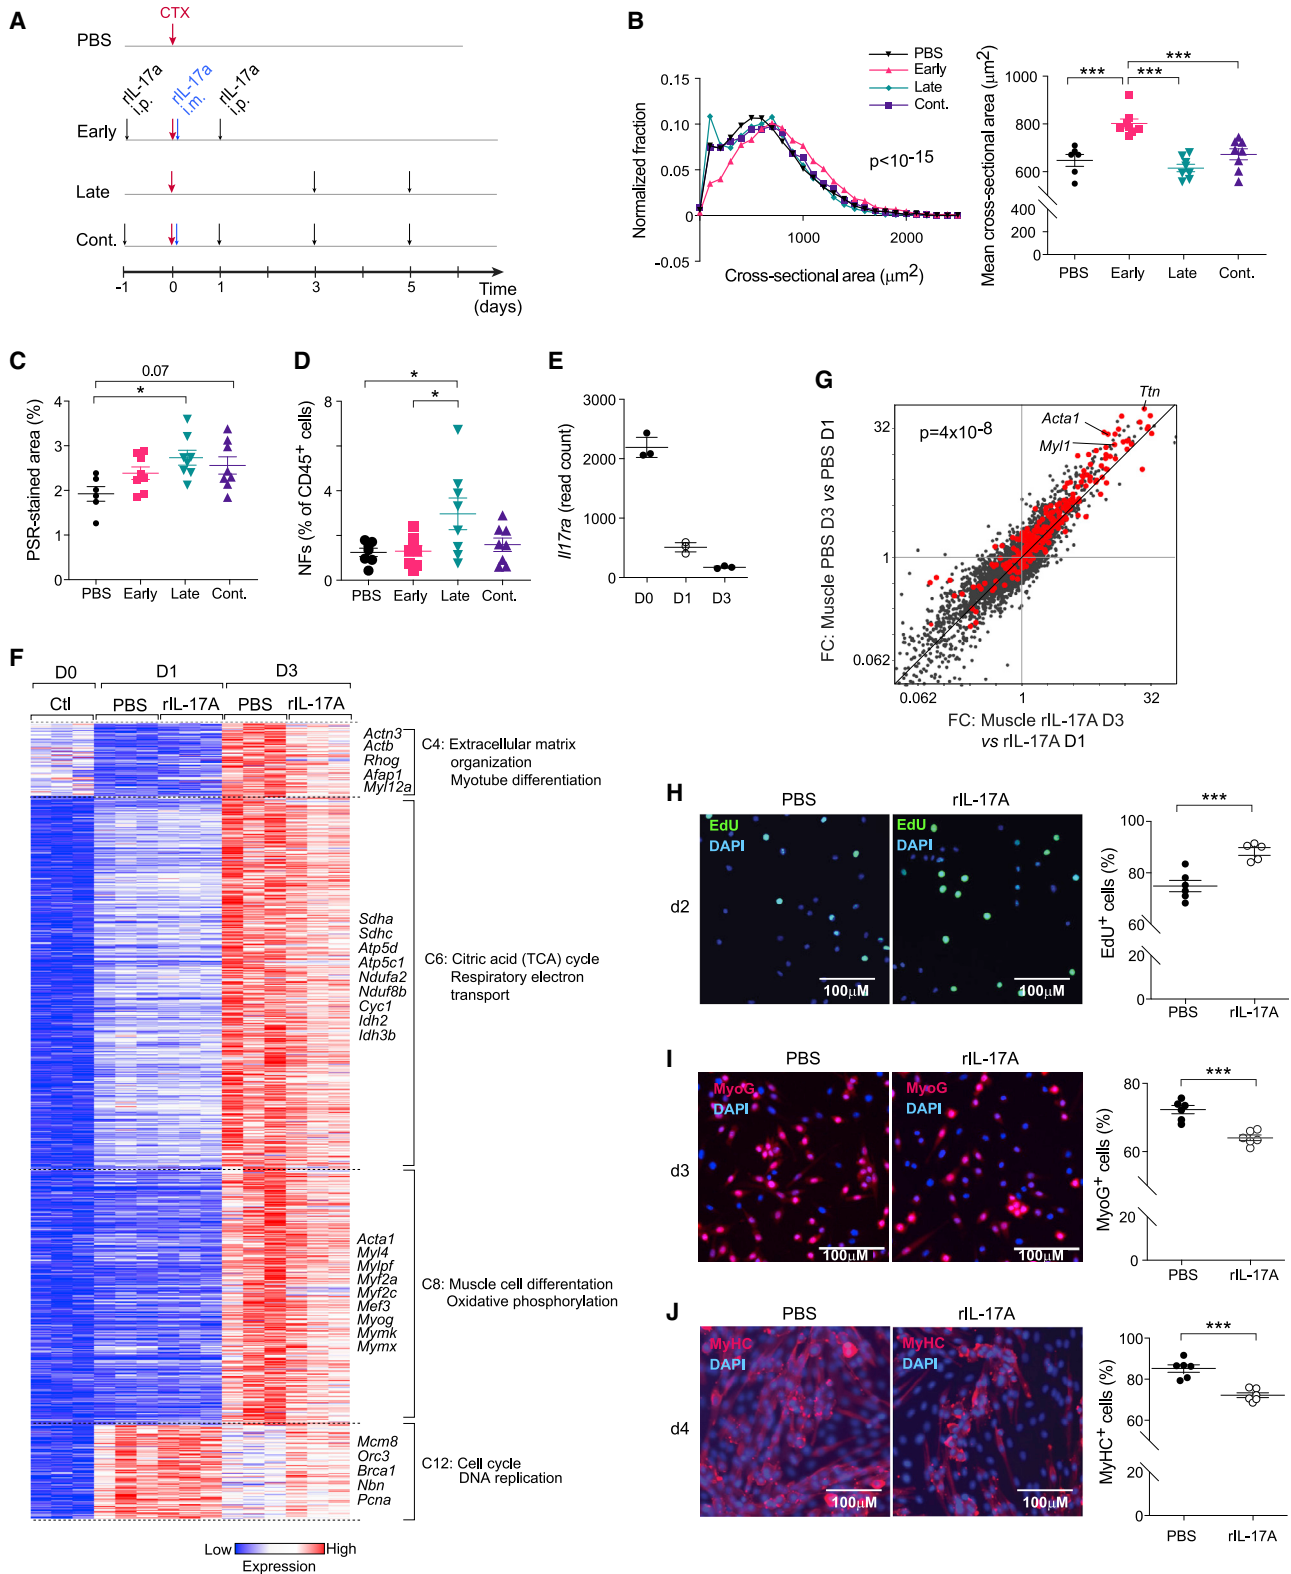 A
CTX
PBS
rIL-17a i.p.
rIL-17a i.m.
rIL-17a i.p.
Early
Late
Cont.
-1 0 1 3 5 Time
(days)
B
PBS
Early
Late
Cont.
Normalized fraction
0.15
0.10
0.05
0
-0.05
1000 2000
p<10-15
Cross-sectional area (μm2)
Mean cross-sectional area (μm2)
*** *** ***
1000
800
600
400
200
0
PBS Early Late Cont.
C
0.07
*
PSR-stained area (%)
4
3
2
1
0
PBS Early Late Cont.
D
*
*
NFs (% of CD45+ cells)
8
4
2
0
PBS Early Late Cont.
E
Il17ra (read count)
3000
2000
1000
500
0
D0 D1 D3
G
p=4x10-8
Ttn
Acta1
Myl1
FC: Muscle PBS D3 vs PBS D1
32
1
0.062
0.062 1 32
FC: Muscle rIL-17A D3
vs rIL-17A D1
F
D0 D1 D3
Ctl PBS rIL-17A PBS rIL-17A
Actn3
Actb
Rhog
Afap1
Myl12a
C4: Extracellular matrix
organization
Myotube differentiation
Sdha
Sdhc
Atp5d
Atp5c1
Ndufa2
Nduf8b
Cyc1
Idh2
Idh3b
C6: Citric acid (TCA) cycle
Respiratory electron
transport
Acta1
Myl4
Mylpf
Myf2a
Myf2c
Mef3
Myog
Mymk
Mymx
C8: Muscle cell differentation
Oxidative phosphorylation
Mcm8
Orc3
Brca1
Nbn
Pcna
C12: Cell cycle
DNA replication
Low High
Expression
H
PBS rIL-17A
d2
EdU
DAPI
100μM
EdU
DAPI
100μM
***
EdU+ cells (%)
100
80
60
20
0
PBS rIL-17A
I
PBS rIL-17A
d3
MyoG
DAPI
100μM
MyoG
DAPI
100μM
***
MyoG+ cells (%)
80
60
20
0
PBS rIL-17A
J
PBS rIL-17A
d4
MyHC
DAPI
100μM
MyHC
DAPI
100μM
***
MyHC+ cells (%)
100
80
60
20
0
PBS rIL-17A